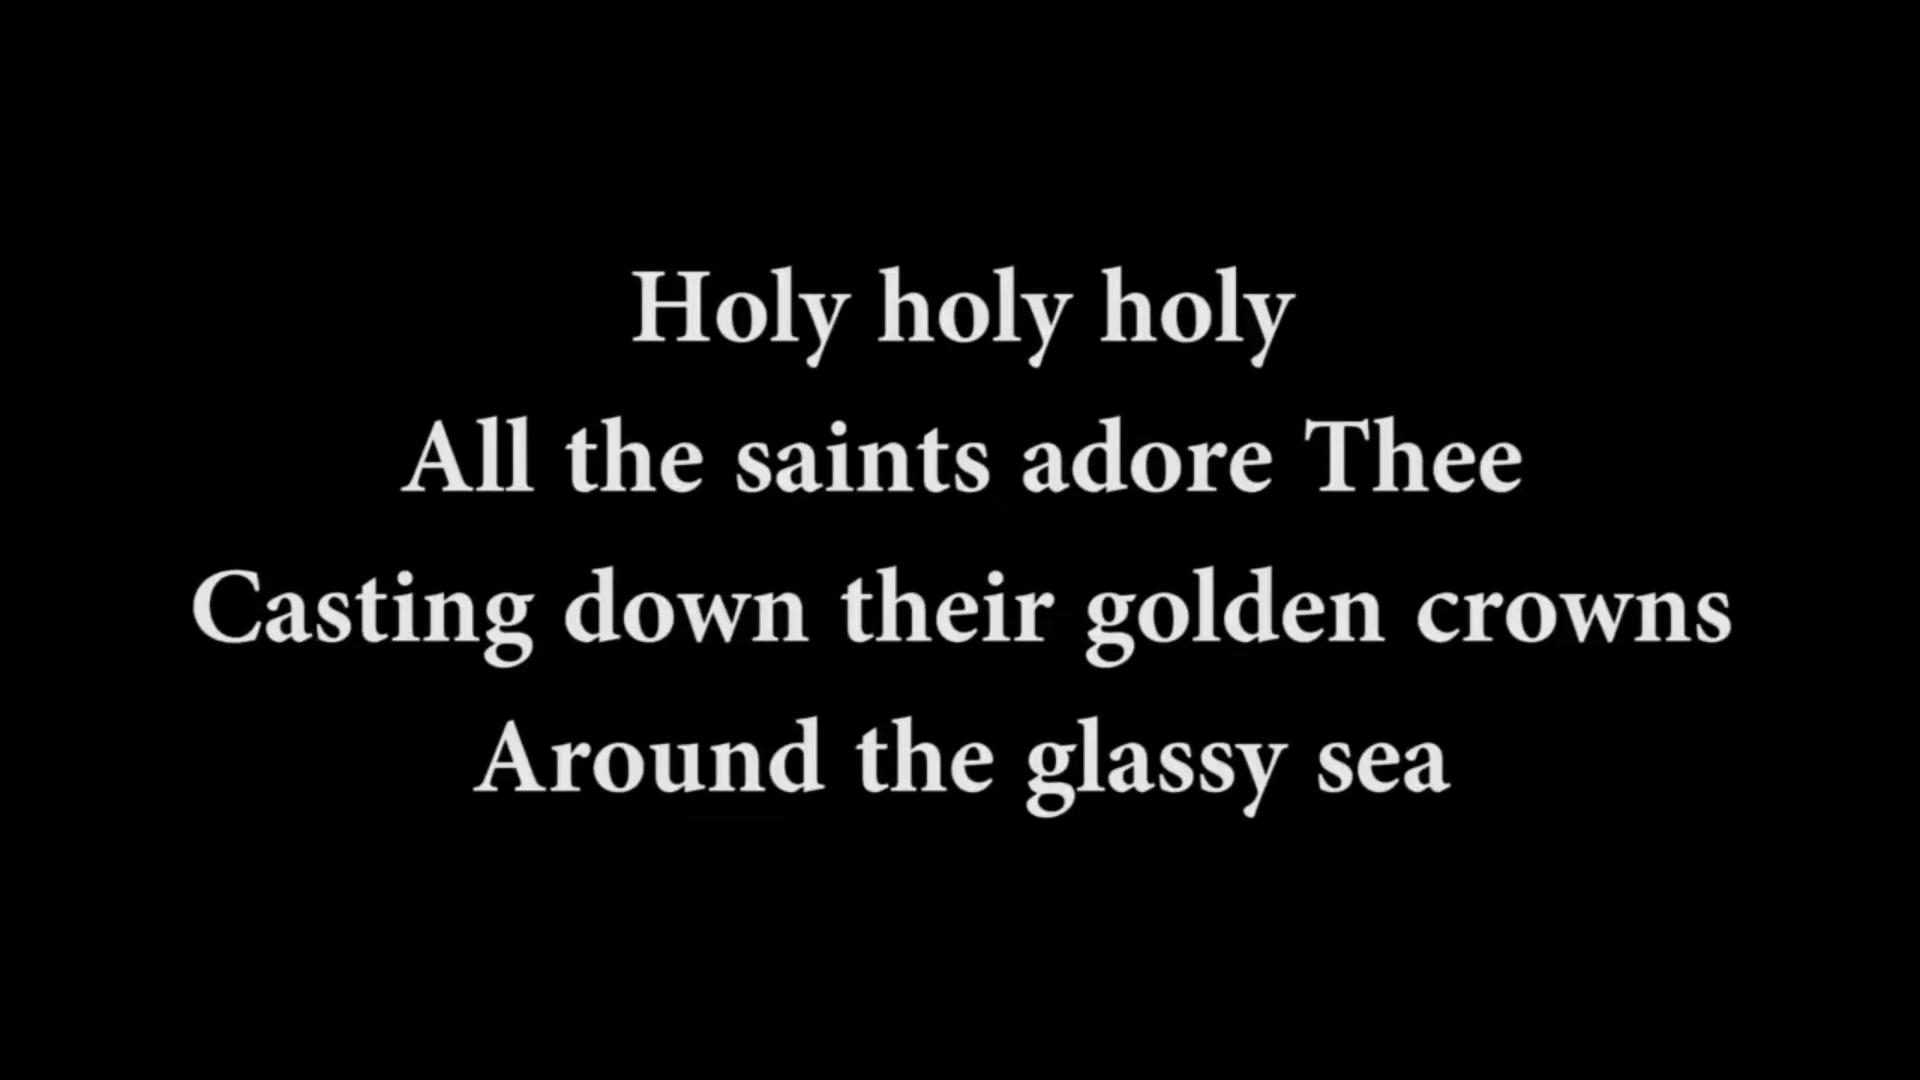 Holy holy holy
All the saints adore Thee
Casting down their golden crowns
Around the glassy sea